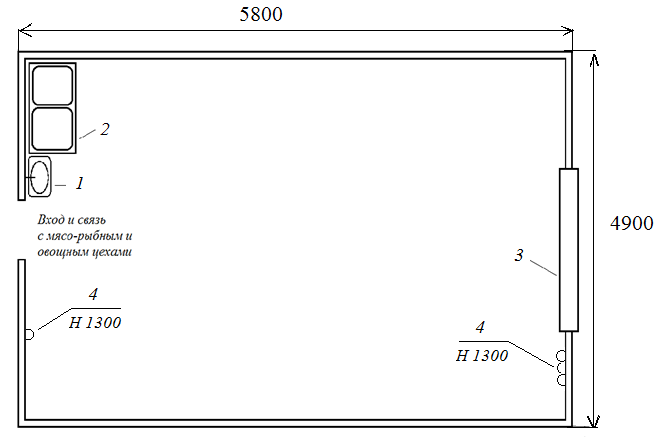 5800
2
1
Вход и связь
с мясо-рыбным и
овощным цехами
4900
3
4
Н 1300
4
Н 1300